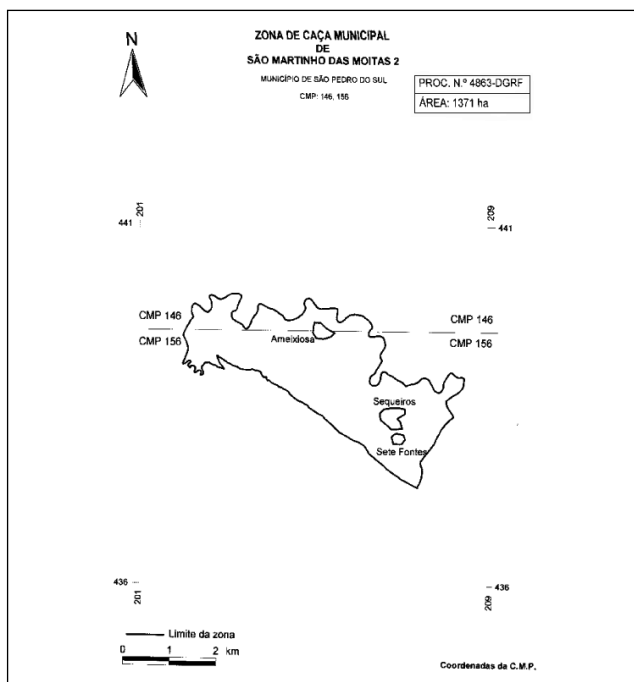 N
ZONA DE CAÇA MUNICIPAL
DE
SÃO MARTINHO DAS MOITAS 2
MUNICÍPIO DE SÃO PEDRO DO SUL
CMP: 146, 156
PROC. N.º 4863-DGRF
ÁREA: 1371 ha
201
209
441
441
CMP 146
CMP 146
CMP 156
CMP 156
Ameixiosa
Sequeiros
Sete Fontes
436
436
201
209
Limite da zona
0 1 2 km
Coordenadas da C.M.P.